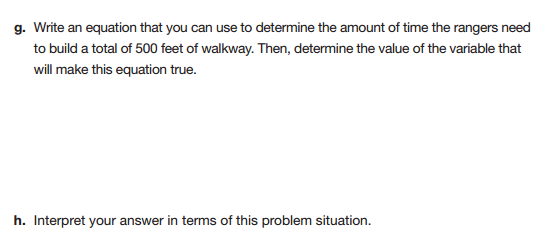 g. Write an equation that you can use to determine the amount of time the rangers need
to build a total of 500 feet of walkway. Then, determine the value of the variable that
will make this equation true.
h. Interpret your answer in terms of this problem situation.